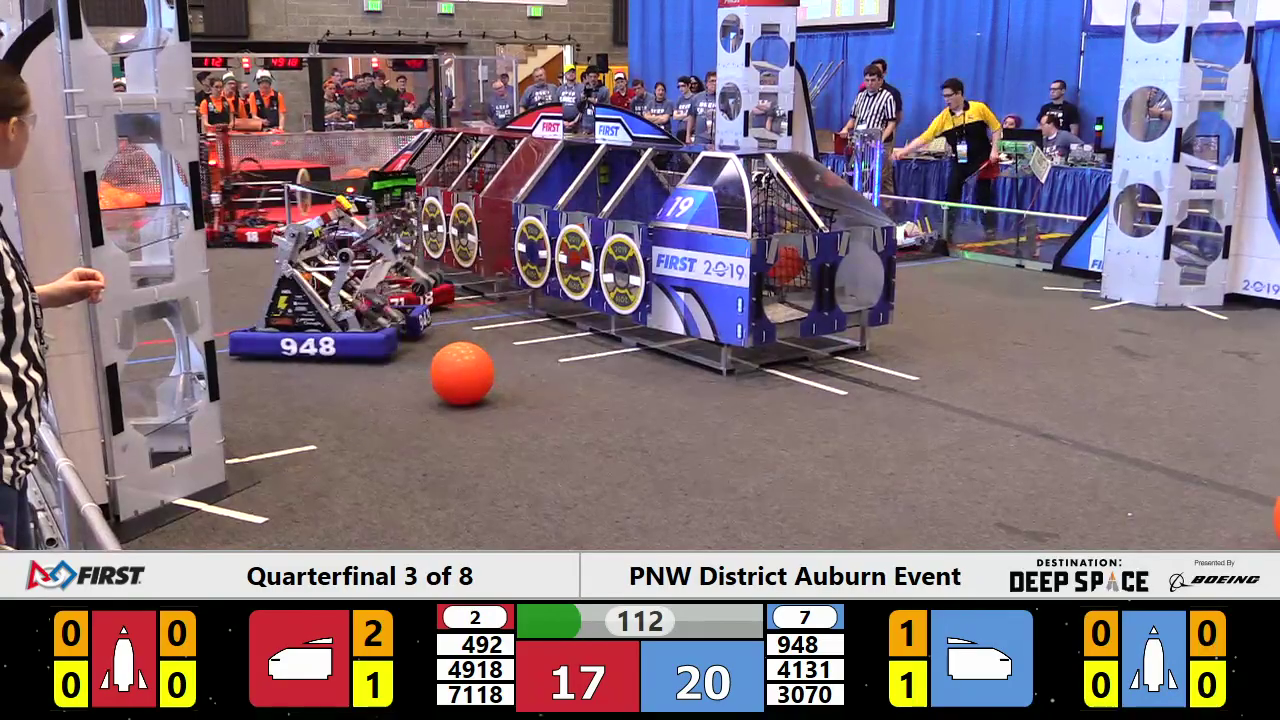 FIRST
FIRST
19
FIRST 2019
2019
948
FIRST
Quarterfinal 3 of 8
PNW District Auburn Event
DESTINATION:
DEEP SPACE
Presented By
BOEING
0 0 2 2 112 7 1 0 0
492 948
4918 4131
7118 3070
0 0 1 17 20 1 0 0